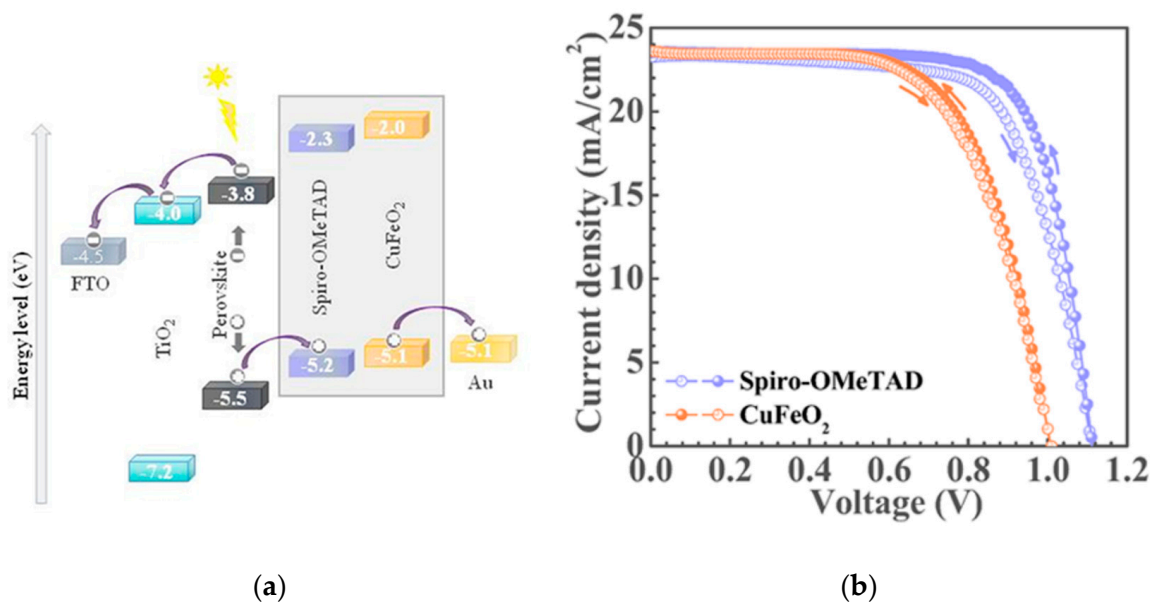 Energy level (eV)
-4.5
FTO
-4.0
TiO₂
-7.2
-3.8
Perovskite
-5.5
-2.3
Spiro-OMeTAD
-5.2
-2.0
CuFeO₂
-5.1
-5.1
Au
(a)
Current density (mA/cm²)
25
20
15
10
5
0
Spiro-OMeTAD
CuFeO₂
0.0 0.2 0.4 0.6 0.8 1.0 1.2
Voltage (V)
(b)